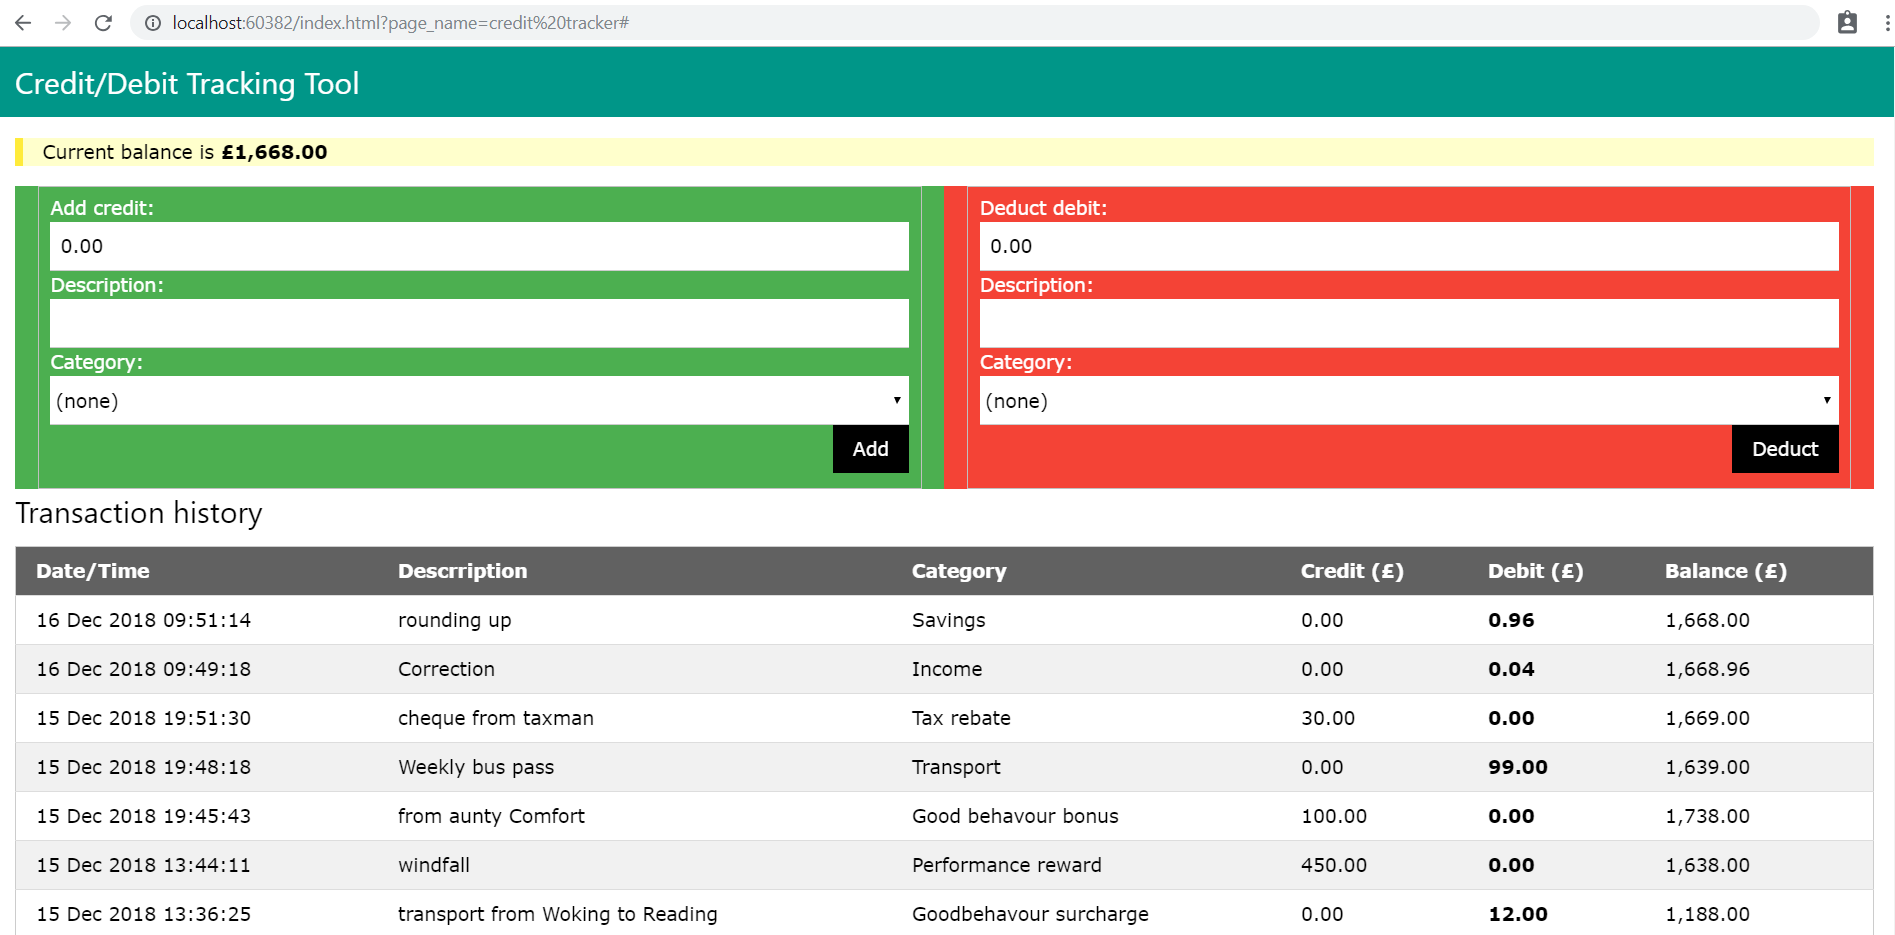 localhost:60382/index.html?page_name=credit%20tracker#
Credit/Debit Tracking Tool
Current balance is £1,668.00
Add credit:
0.00
Description:
Category:
(none)
Add
Deduct debit:
0.00
Description:
Category:
(none)
Deduct
Transaction history
Date/Time Descrription Category Credit (£) Debit (£) Balance (£)
16 Dec 2018 09:51:14 rounding up Savings 0.00 0.96 1,668.00
16 Dec 2018 09:49:18 Correction Income 0.00 0.04 1,668.96
15 Dec 2018 19:51:30 cheque from taxman Tax rebate 30.00 0.00 1,669.00
15 Dec 2018 19:48:18 Weekly bus pass Transport 0.00 99.00 1,639.00
15 Dec 2018 19:45:43 from aunty Comfort Good behavour bonus 100.00 0.00 1,738.00
15 Dec 2018 13:44:11 windfall Performance reward 450.00 0.00 1,638.00
15 Dec 2018 13:36:25 transport from Woking to Reading Goodbehavour surcharge 0.00 12.00 1,188.00